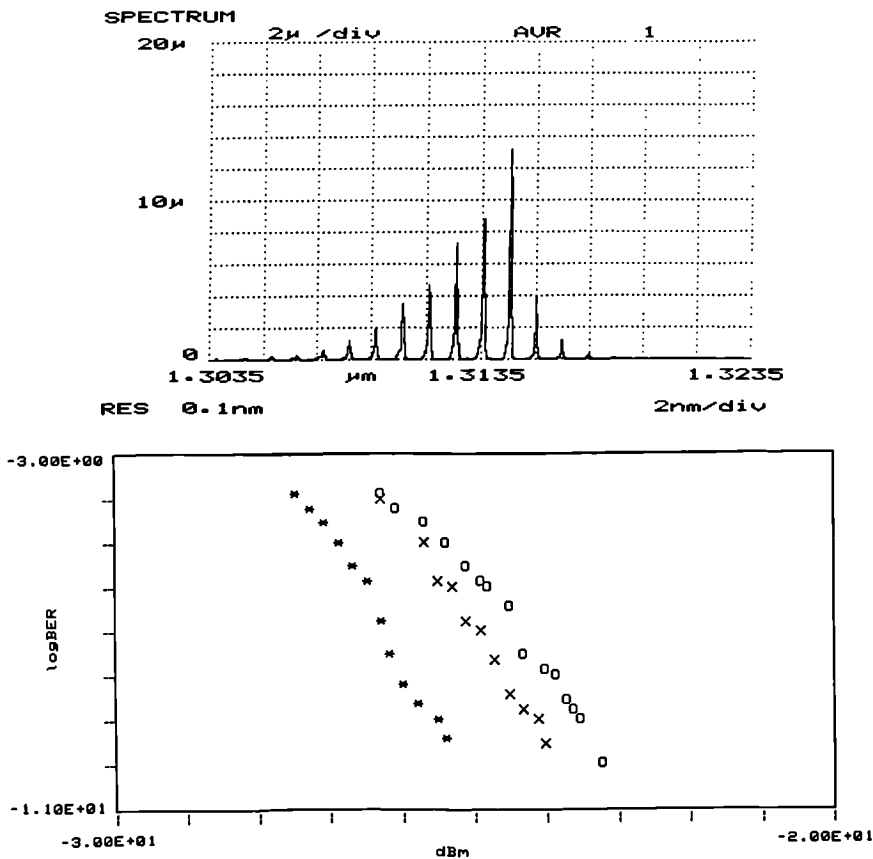 SPECTRUM
2µ /div AVR 1
20µ
10µ
0
1.3035 µm 1.3135 1.3235
RES 0.1nm 2nm/div
-3.00E+00
logBER
-1.10E+01
-3.00E+01 dBm -2.00E+01